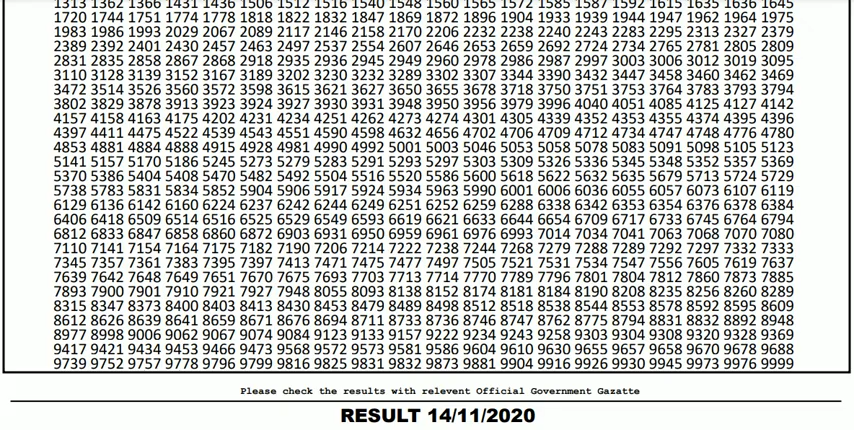 1313 1362 1366 1431 1436 1506 1512 1516 1540 1548 1560 1565 1572 1585 1587 1592 1615 1635 1636 1645
1720 1744 1751 1774 1778 1818 1822 1832 1847 1869 1872 1896 1904 1933 1939 1944 1947 1962 1964 1975
1983 1986 1993 2029 2067 2089 2117 2146 2158 2170 2206 2232 2238 2240 2243 2283 2295 2313 2327 2379
2389 2392 2401 2430 2457 2463 2497 2537 2554 2607 2646 2653 2659 2692 2724 2734 2765 2781 2805 2809
2831 2835 2858 2867 2868 2918 2935 2936 2945 2949 2960 2978 2986 2987 2997 3003 3006 3012 3019 3095
3110 3128 3139 3152 3167 3189 3202 3230 3232 3289 3302 3307 3344 3390 3432 3447 3458 3460 3462 3469
3472 3514 3526 3560 3572 3598 3615 3621 3627 3650 3655 3678 3718 3750 3751 3753 3764 3783 3793 3794
3802 3829 3878 3913 3923 3924 3927 3930 3931 3948 3950 3956 3979 3996 4040 4051 4085 4125 4127 4142
4157 4158 4163 4175 4202 4231 4234 4251 4262 4273 4274 4301 4305 4339 4352 4353 4355 4374 4395 4396
4397 4411 4475 4522 4539 4543 4551 4590 4598 4632 4656 4702 4706 4709 4712 4734 4747 4748 4776 4780
4853 4881 4884 4888 4915 4928 4981 4990 4992 5001 5003 5046 5053 5058 5078 5083 5091 5098 5105 5123
5141 5157 5170 5186 5245 5273 5279 5283 5291 5293 5297 5303 5309 5326 5336 5345 5348 5352 5357 5369
5370 5386 5404 5408 5470 5482 5492 5504 5516 5520 5586 5600 5618 5622 5632 5635 5679 5713 5724 5729
5738 5783 5831 5834 5852 5904 5906 5917 5924 5934 5963 5990 6001 6006 6036 6055 6057 6073 6107 6119
6129 6136 6142 6160 6224 6237 6242 6244 6249 6251 6252 6259 6288 6338 6342 6353 6354 6376 6378 6384
6406 6418 6509 6514 6516 6525 6529 6549 6593 6619 6621 6633 6644 6654 6709 6717 6733 6745 6764 6794
6812 6833 6847 6858 6860 6872 6903 6931 6950 6959 6961 6976 6993 7014 7034 7041 7063 7068 7070 7080
7110 7141 7154 7164 7175 7182 7190 7206 7214 7222 7238 7244 7268 7279 7288 7289 7292 7297 7332 7333
7345 7357 7361 7383 7395 7397 7413 7471 7475 7477 7497 7505 7521 7531 7534 7547 7556 7605 7619 7637
7639 7642 7648 7649 7651 7670 7675 7693 7703 7713 7714 7770 7789 7796 7801 7804 7812 7860 7873 7885
7893 7900 7901 7910 7921 7927 7948 8055 8093 8138 8152 8174 8181 8184 8190 8208 8235 8256 8260 8289
8315 8347 8373 8400 8403 8413 8430 8453 8479 8489 8498 8512 8518 8538 8544 8553 8578 8592 8595 8609
8612 8626 8639 8641 8659 8671 8676 8694 8711 8733 8736 8746 8747 8762 8775 8794 8831 8832 8892 8948
8977 8998 9006 9062 9067 9074 9084 9123 9133 9157 9222 9234 9243 9258 9303 9304 9308 9320 9328 9369
9417 9421 9434 9453 9466 9473 9568 9572 9573 9581 9586 9604 9610 9630 9655 9657 9658 9670 9678 9688
9739 9752 9757 9778 9796 9799 9816 9825 9831 9832 9873 9881 9904 9916 9926 9930 9945 9973 9976 9999
Please check the results with relevent Official Government Gazatte
RESULT 14/11/2020